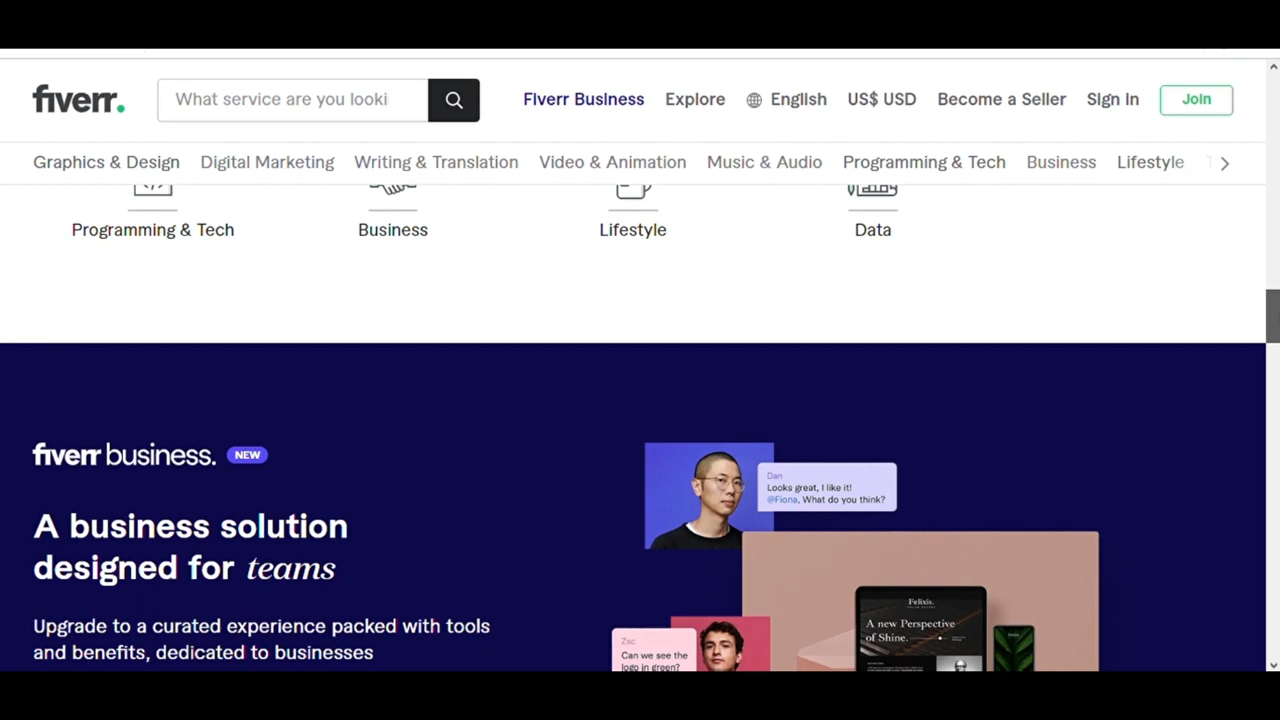 fiverr.
What service are you looki
Fiverr Business
Explore
English
US$ USD
Become a Seller
Sign In
Join
Graphics & Design
Digital Marketing
Writing & Translation
Video & Animation
Music & Audio
Programming & Tech
Business
Lifestyle
Programming & Tech
Business
Lifestyle
Data
fiverr business.
NEW
A business solution
designed for teams
Upgrade to a curated experience packed with tools
and benefits, dedicated to businesses
Dan
Looks great, I like it!
@Fiona, What do you think?
Zac
Can we see the
logo in green?
Felixis.
A new Perspective
of Shine.